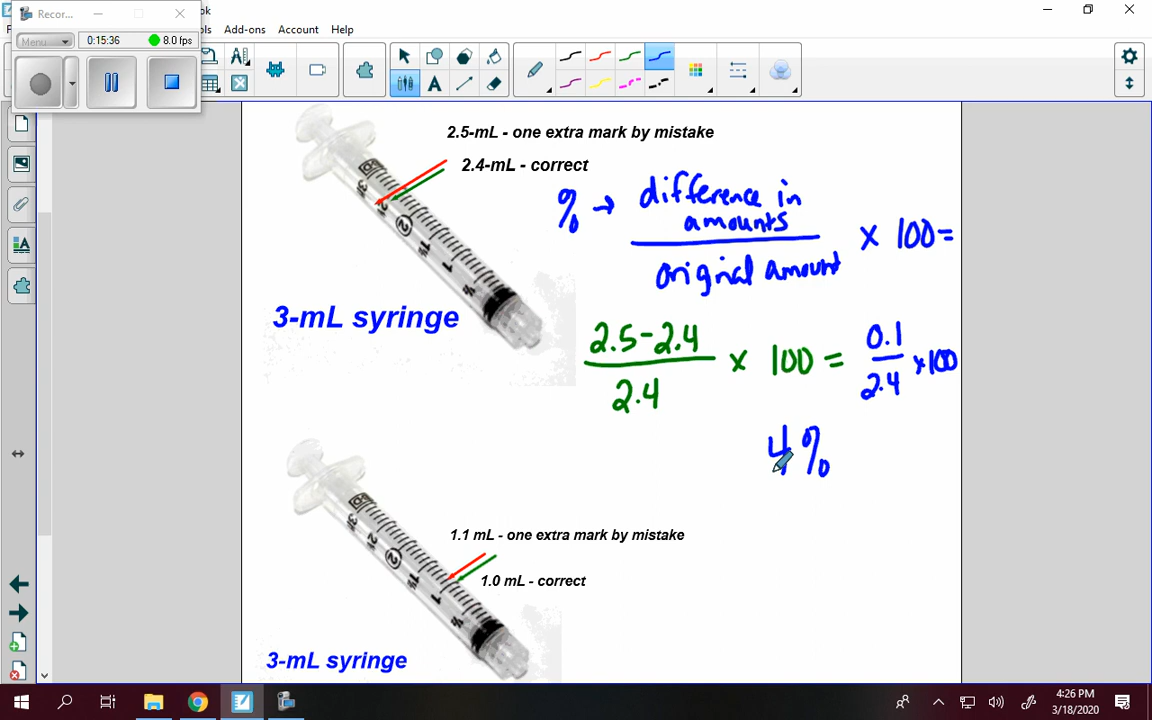 Recor...
ok
Menu
0:15:36
8.0 fps
ols Add-ons Account Help
A
2.5-mL - one extra mark by mistake
2.4-mL - correct
% → difference in
amounts
original amount
x 100=
3-mL syringe
2.5-2.4
2.4
x 100 =
0.1
2.4
x100
4%
1.1 mL - one extra mark by mistake
1.0 mL - correct
3-mL syringe
4:26 PM
3/18/2020